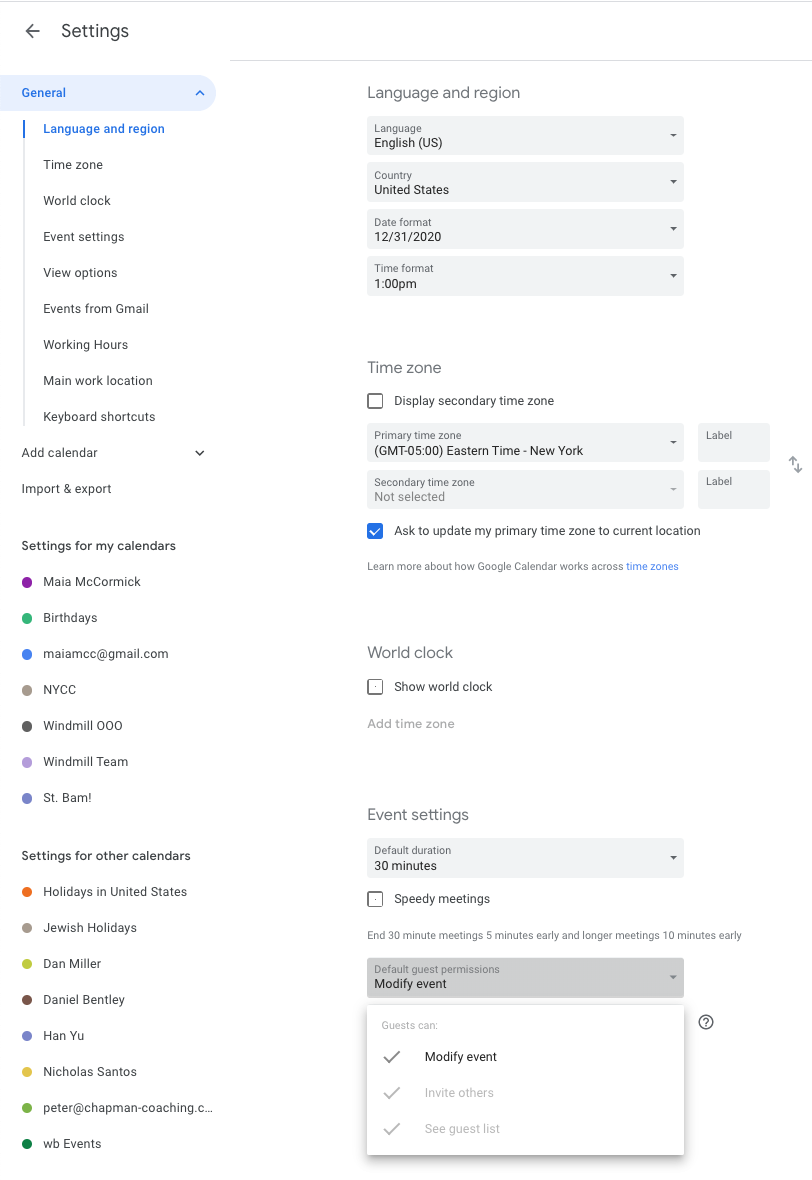 Settings
General
Language and region
Time zone
World clock
Event settings
View options
Events from Gmail
Working Hours
Main work location
Keyboard shortcuts
Add calendar
Import & export
Settings for my calendars
Maia McCormick
Birthdays
maiamcc@gmail.com
NYCC
Windmill OOO
Windmill Team
St. Bam!
Settings for other calendars
Holidays in United States
Jewish Holidays
Dan Miller
Daniel Bentley
Han Yu
Nicholas Santos
peter@chapman-coaching.c...
wb Events
Language and region
Language
English (US)
Country
United States
Date format
12/31/2020
Time format
1:00pm
Time zone
Display secondary time zone
Primary time zone
(GMT-05:00) Eastern Time - New York
Label
Secondary time zone
Not selected
Label
Ask to update my primary time zone to current location
Learn more about how Google Calendar works across time zones
World clock
Show world clock
Add time zone
Event settings
Default duration
30 minutes
Speedy meetings
End 30 minute meetings 5 minutes early and longer meetings 10 minutes early
Default guest permissions
Modify event
Guests can:
Modify event
Invite others
See guest list